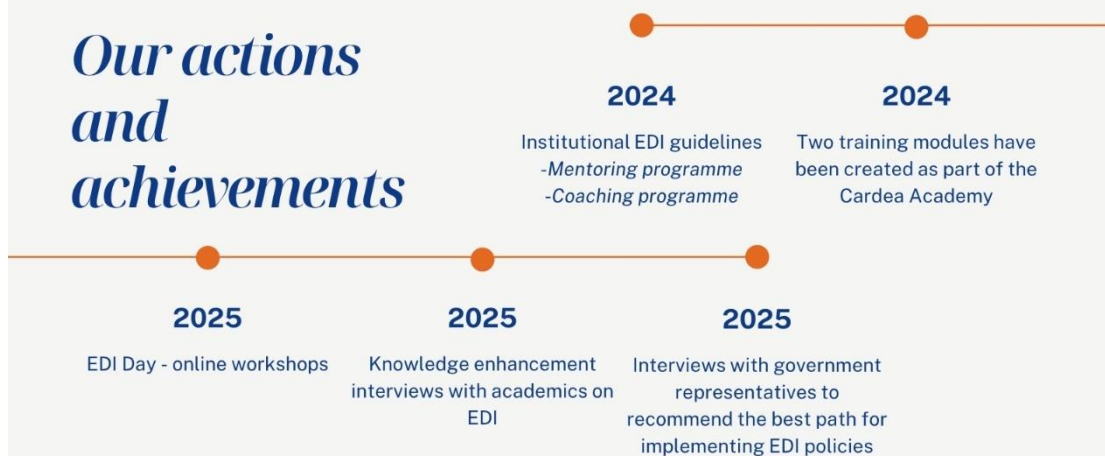 Our actions
and
achievements
2024
Institutional EDI guidelines
-Mentoring programme
-Coaching programme
2024
Two training modules have
been created as part of the
Cardea Academy
2025
EDI Day - online workshops
2025
Knowledge enhancement
interviews with academics on
EDI
2025
Interviews with government
representatives to
recommend the best path for
implementing EDI policies